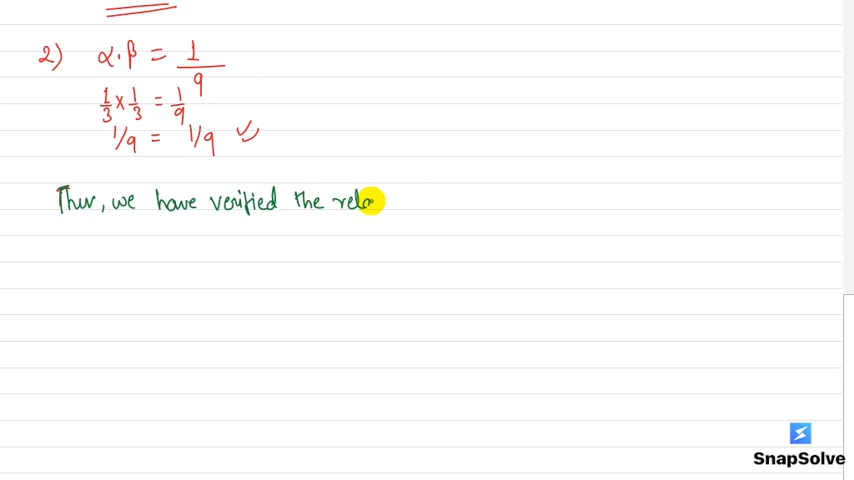 2) α·β = 1/9
1/3 × 1/3 = 1/9
1/9 = 1/9 ✓
Thus, we have verified the rela
SnapSolve